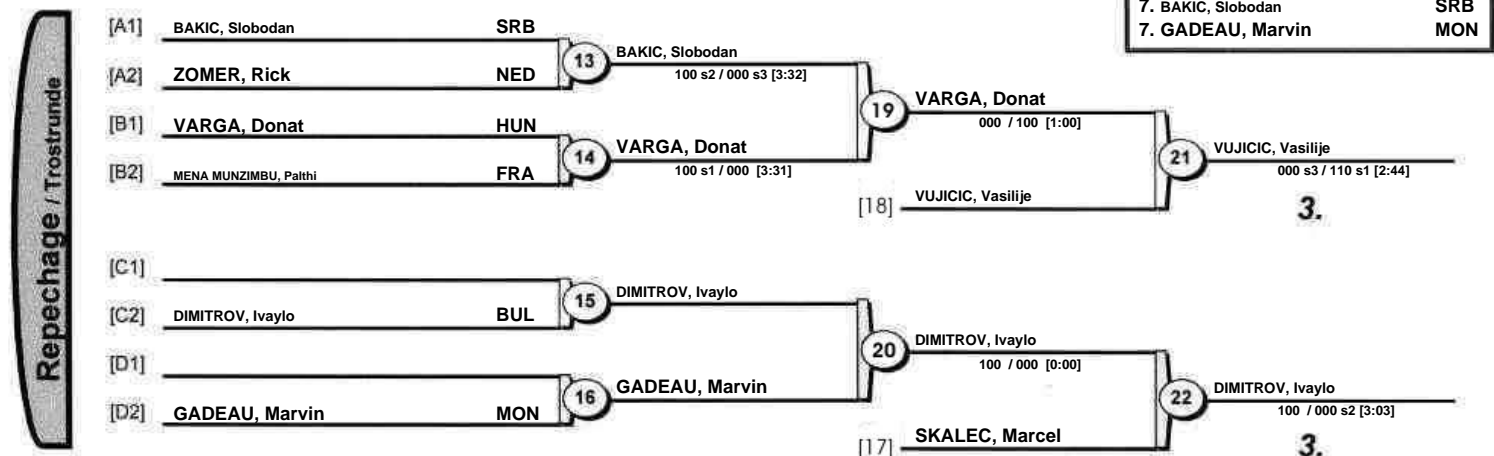 7. BAKIC, Slobodan SRB
7. GADEAU, Marvin MON
Repechage / Trostrunde
[A1] BAKIC, Slobodan SRB
13 BAKIC, Slobodan
100 s2 / 000 s3 [3:32]
[A2] ZOMER, Rick NED
19 VARGA, Donat
000 / 100 [1:00]
[B1] VARGA, Donat HUN
14 VARGA, Donat
100 s1 / 000 [3:31]
21 VUJICIC, Vasilije
000 s3 / 110 s1 [2:44]
[B2] MENA MUNZIMBU, Palthi FRA
[18] VUJICIC, Vasilije
3.
[C1]
15 DIMITROV, Ivaylo
[C2] DIMITROV, Ivaylo BUL
20 DIMITROV, Ivaylo
100 / 000 [0:00]
[D1]
16 GADEAU, Marvin
22 DIMITROV, Ivaylo
100 / 000 s2 [3:03]
[D2] GADEAU, Marvin MON
[17] SKALEC, Marcel
3.